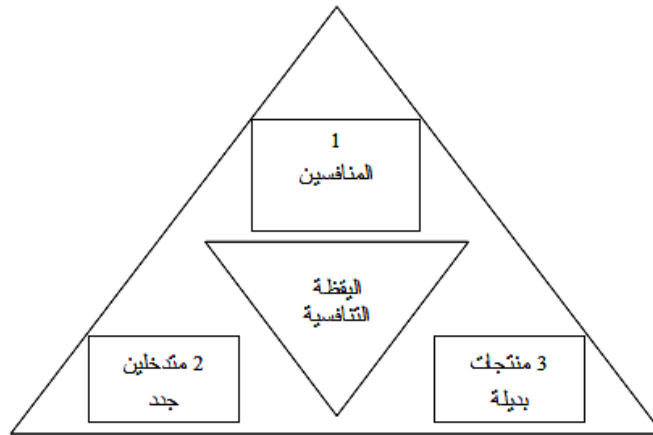 1
المنافسين
اليقظة
التنافسية
2 متدخلين
جدد
3 منتجات
بديلة